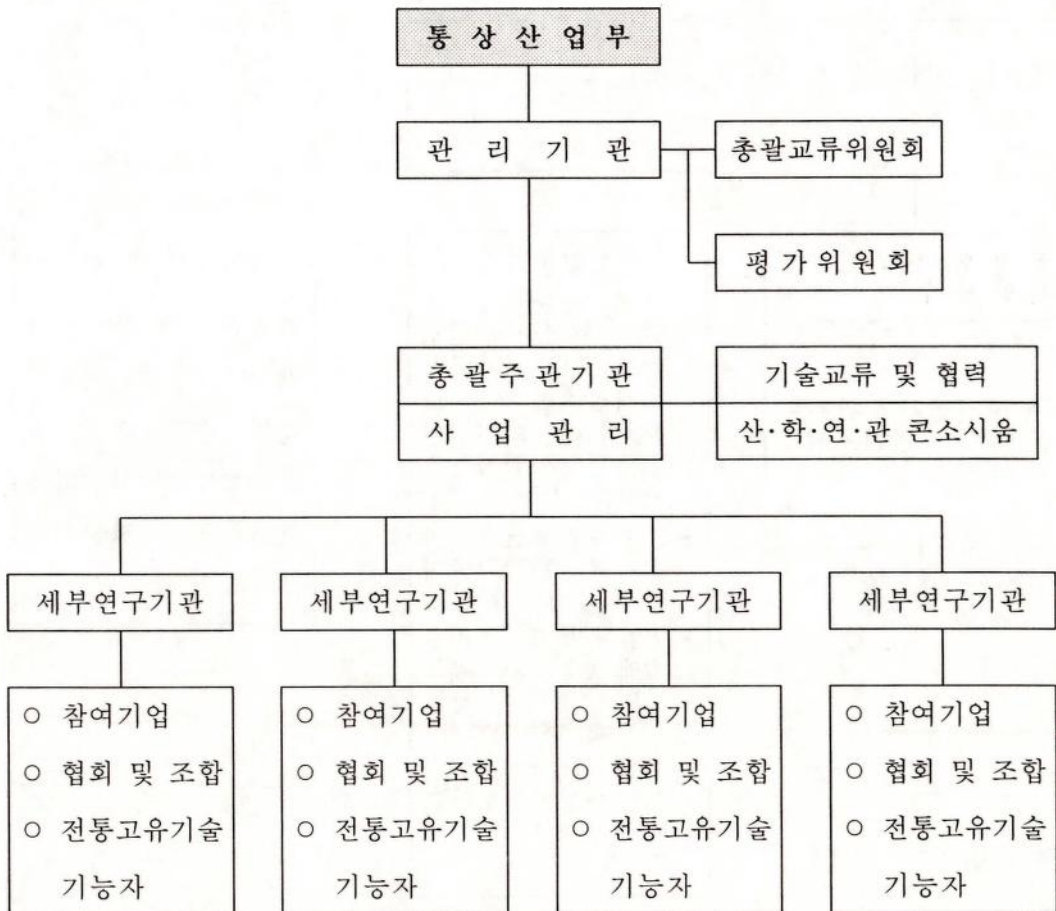 통 상 산 업 부
관 리 기 관
총괄교류위원회
평가위원회
총괄주관기관
기술교류 및 협력
사 업 관 리
산·학·연·관 콘소시움
세부연구기관
세부연구기관
세부연구기관
세부연구기관
○ 참여기업
○ 협회 및 조합
○ 전통고유기술
기능자
○ 참여기업
○ 협회 및 조합
○ 전통고유기술
기능자
○ 참여기업
○ 협회 및 조합
○ 전통고유기술
기능자
○ 참여기업
○ 협회 및 조합
○ 전통고유기술
기능자